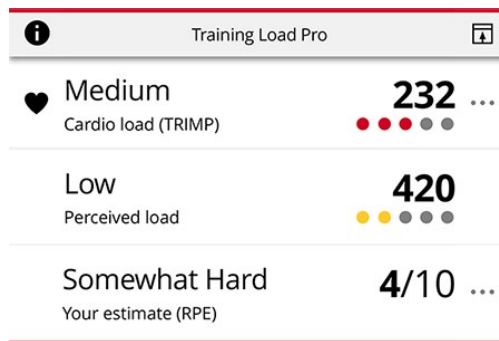 Training Load Pro
Medium 232
Cardio load (TRIMP)
Low 420
Perceived load
Somewhat Hard 4/10
Your estimate (RPE)